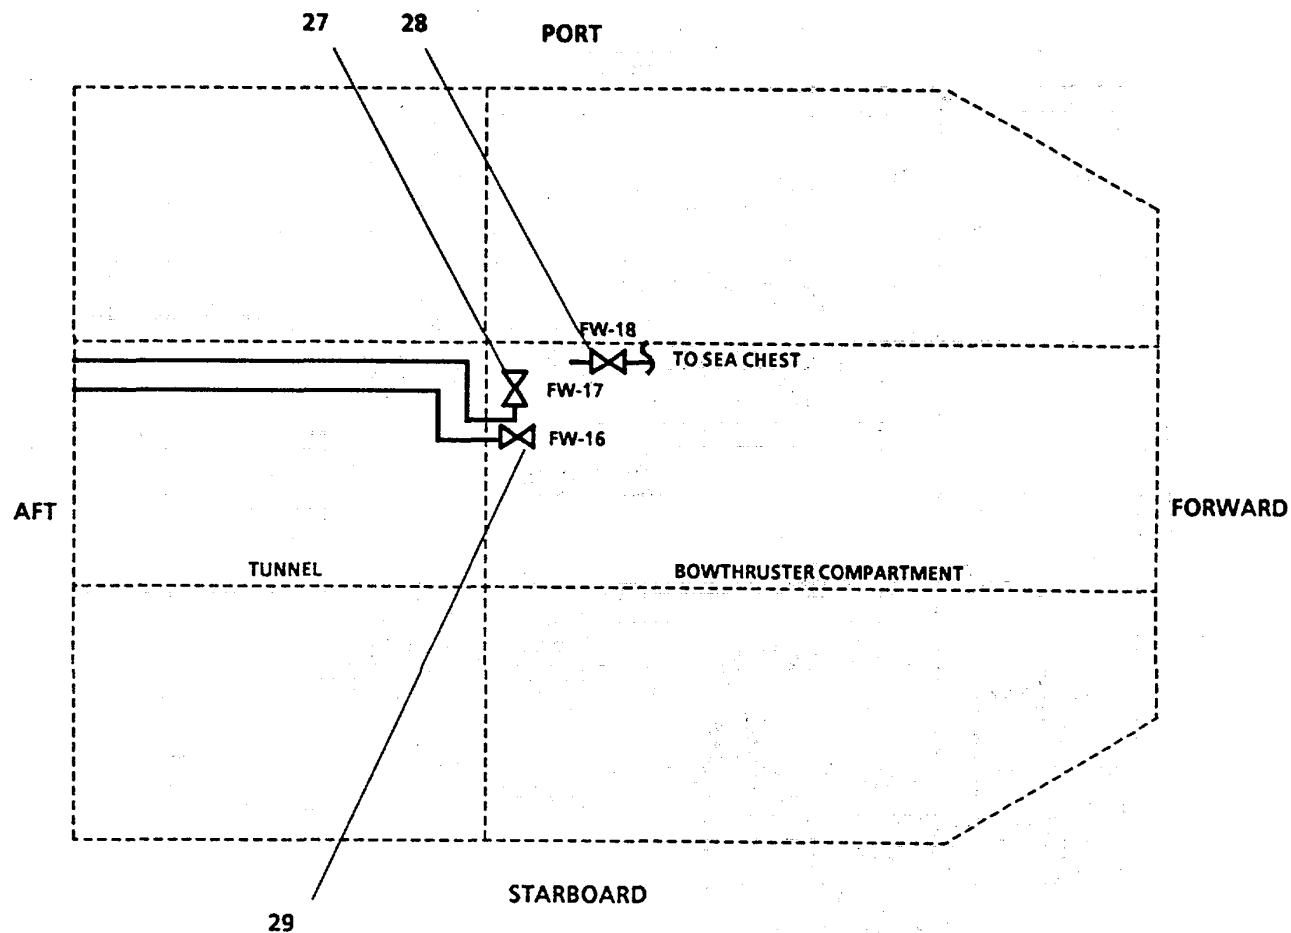 27
28
PORT
FW-18
TO SEA CHEST
FW-17
FW-16
AFT
FORWARD
TUNNEL
BOWTHRUSTER COMPARTMENT
STARBOARD
29